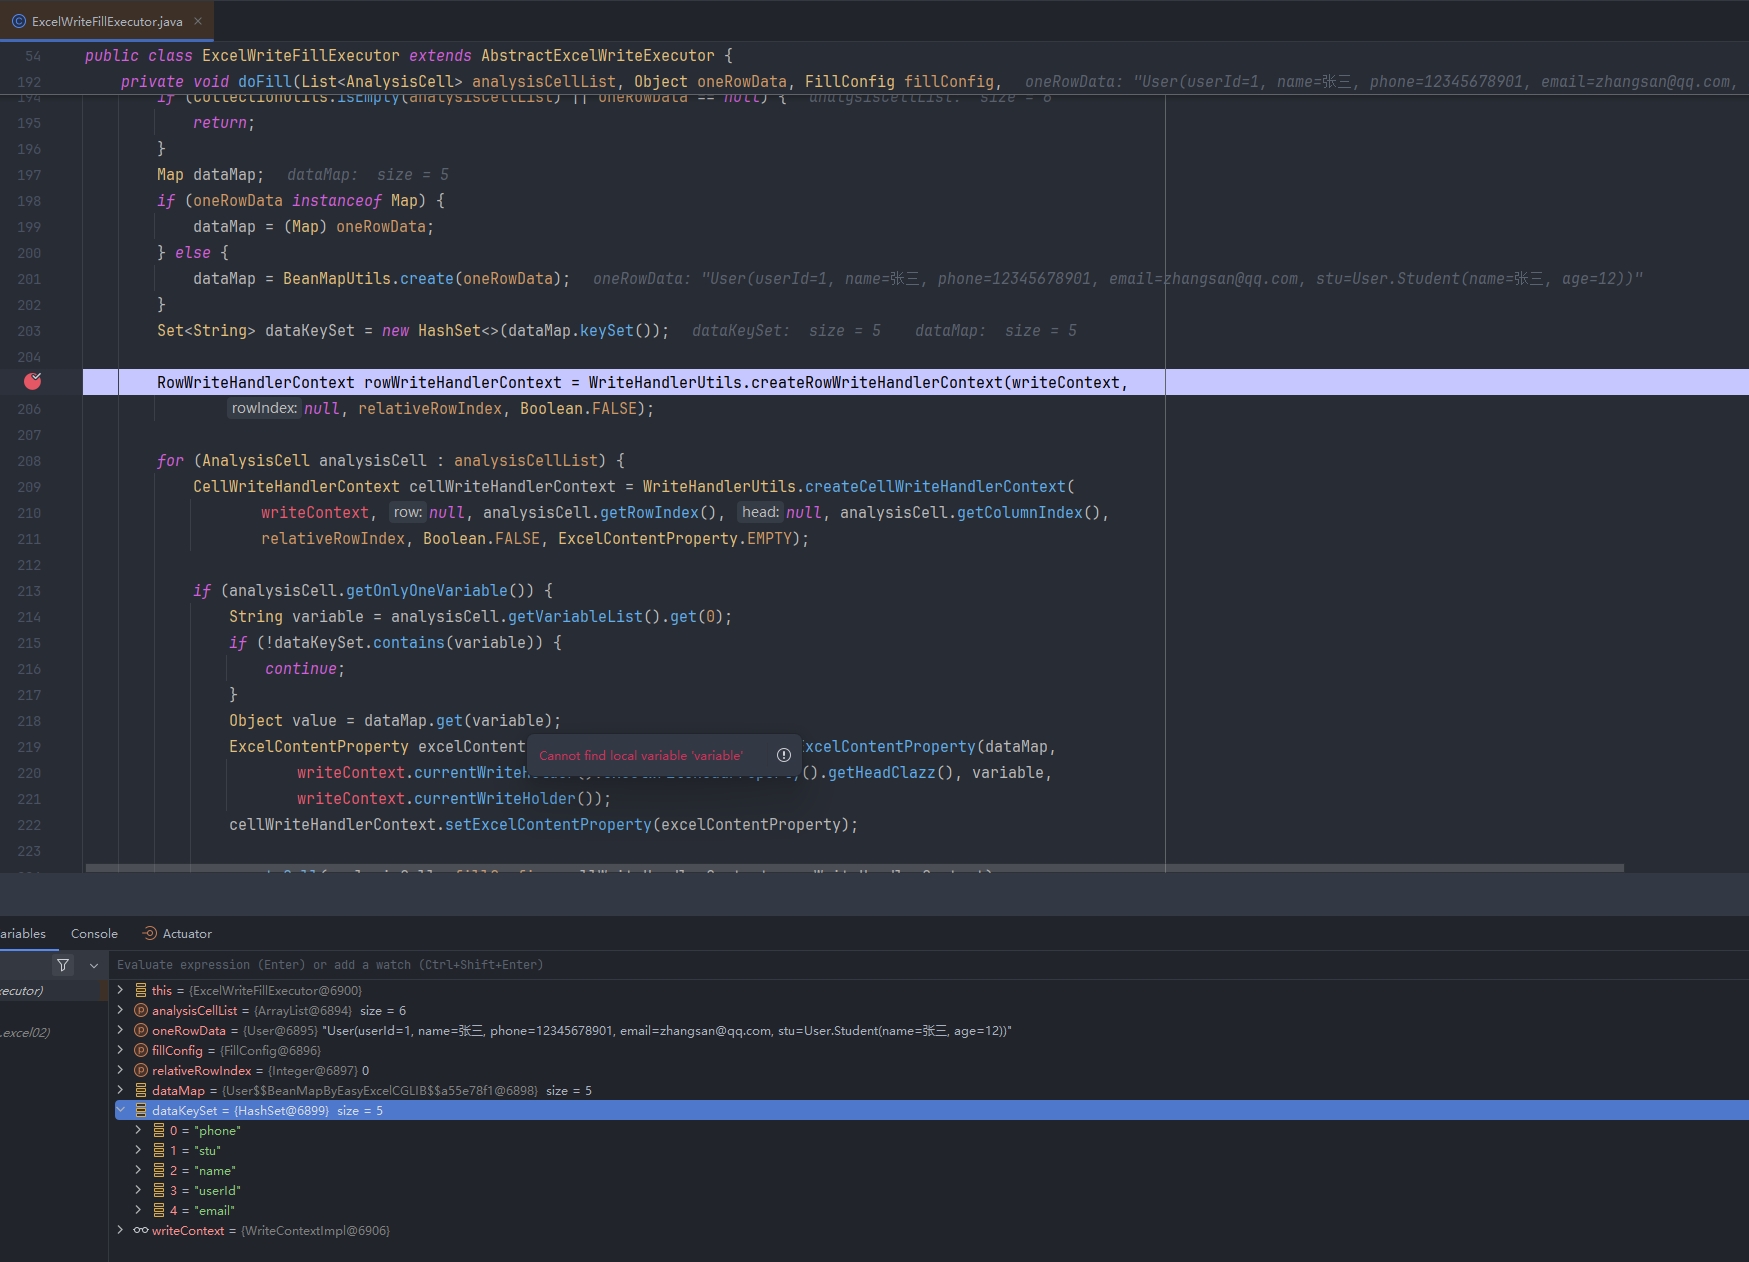 ExcelWriteFillExecutor.java
54 public class ExcelWriteFillExecutor extends AbstractExcelWriteExecutor {
192 private void doFill(List<AnalysisCell> analysisCellList, Object oneRowData, FillConfig fillConfig, oneRowData: "User(userId=1, name=张三, phone=12345678901, email=zhangsan@qq.com,
194 if (CollectionUtils.isEmpty(analysisCellList) || oneRowData == null) { analysisCellList: size = 6
195 return;
196 }
197 Map dataMap; dataMap: size = 5
198 if (oneRowData instanceof Map) {
199 dataMap = (Map) oneRowData;
200 } else {
201 dataMap = BeanMapUtils.create(oneRowData); oneRowData: "User(userId=1, name=张三, phone=12345678901, email=zhangsan@qq.com, stu=User.Student(name=张三, age=12))"
202 }
203 Set<String> dataKeySet = new HashSet<>(dataMap.keySet()); dataKeySet: size = 5 dataMap: size = 5
204
RowWriteHandlerContext rowWriteHandlerContext = WriteHandlerUtils.createRowWriteHandlerContext(writeContext,
206 rowIndex: null, relativeRowIndex, Boolean.FALSE);
207
208 for (AnalysisCell analysisCell : analysisCellList) {
209 CellWriteHandlerContext cellWriteHandlerContext = WriteHandlerUtils.createCellWriteHandlerContext(
210 writeContext, row: null, analysisCell.getRowIndex(), head: null, analysisCell.getColumnIndex(),
211 relativeRowIndex, Boolean.FALSE, ExcelContentProperty.EMPTY);
212
213 if (analysisCell.getOnlyOneVariable()) {
214 String variable = analysisCell.getVariableList().get(0);
215 if (!dataKeySet.contains(variable)) {
216 continue;
217 }
218 Object value = dataMap.get(variable);
219 ExcelContentProperty excelContent ExcelContentProperty(dataMap,
Cannot find local variable 'variable'
220 writeContext.currentWriteH ().getHeadClazz(), variable,
221 writeContext.currentWriteHolder());
222 cellWriteHandlerContext.setExcelContentProperty(excelContentProperty);
223
ariables Console Actuator
Evaluate expression (Enter) or add a watch (Ctrl+Shift+Enter)
xecutor)
.excel02)
this = {ExcelWriteFillExecutor@6900}
analysisCellList = {ArrayList@6894} size = 6
oneRowData = {User@6895} "User(userId=1, name=张三, phone=12345678901, email=zhangsan@qq.com, stu=User.Student(name=张三, age=12))"
fillConfig = {FillConfig@6896}
relativeRowIndex = {Integer@6897} 0
dataMap = {User$$BeanMapByEasyExcelCGLIB$$a55e78f1@6898} size = 5
dataKeySet = {HashSet@6899} size = 5
0 = "phone"
1 = "stu"
2 = "name"
3 = "userId"
4 = "email"
writeContext = {WriteContextImpl@6906}